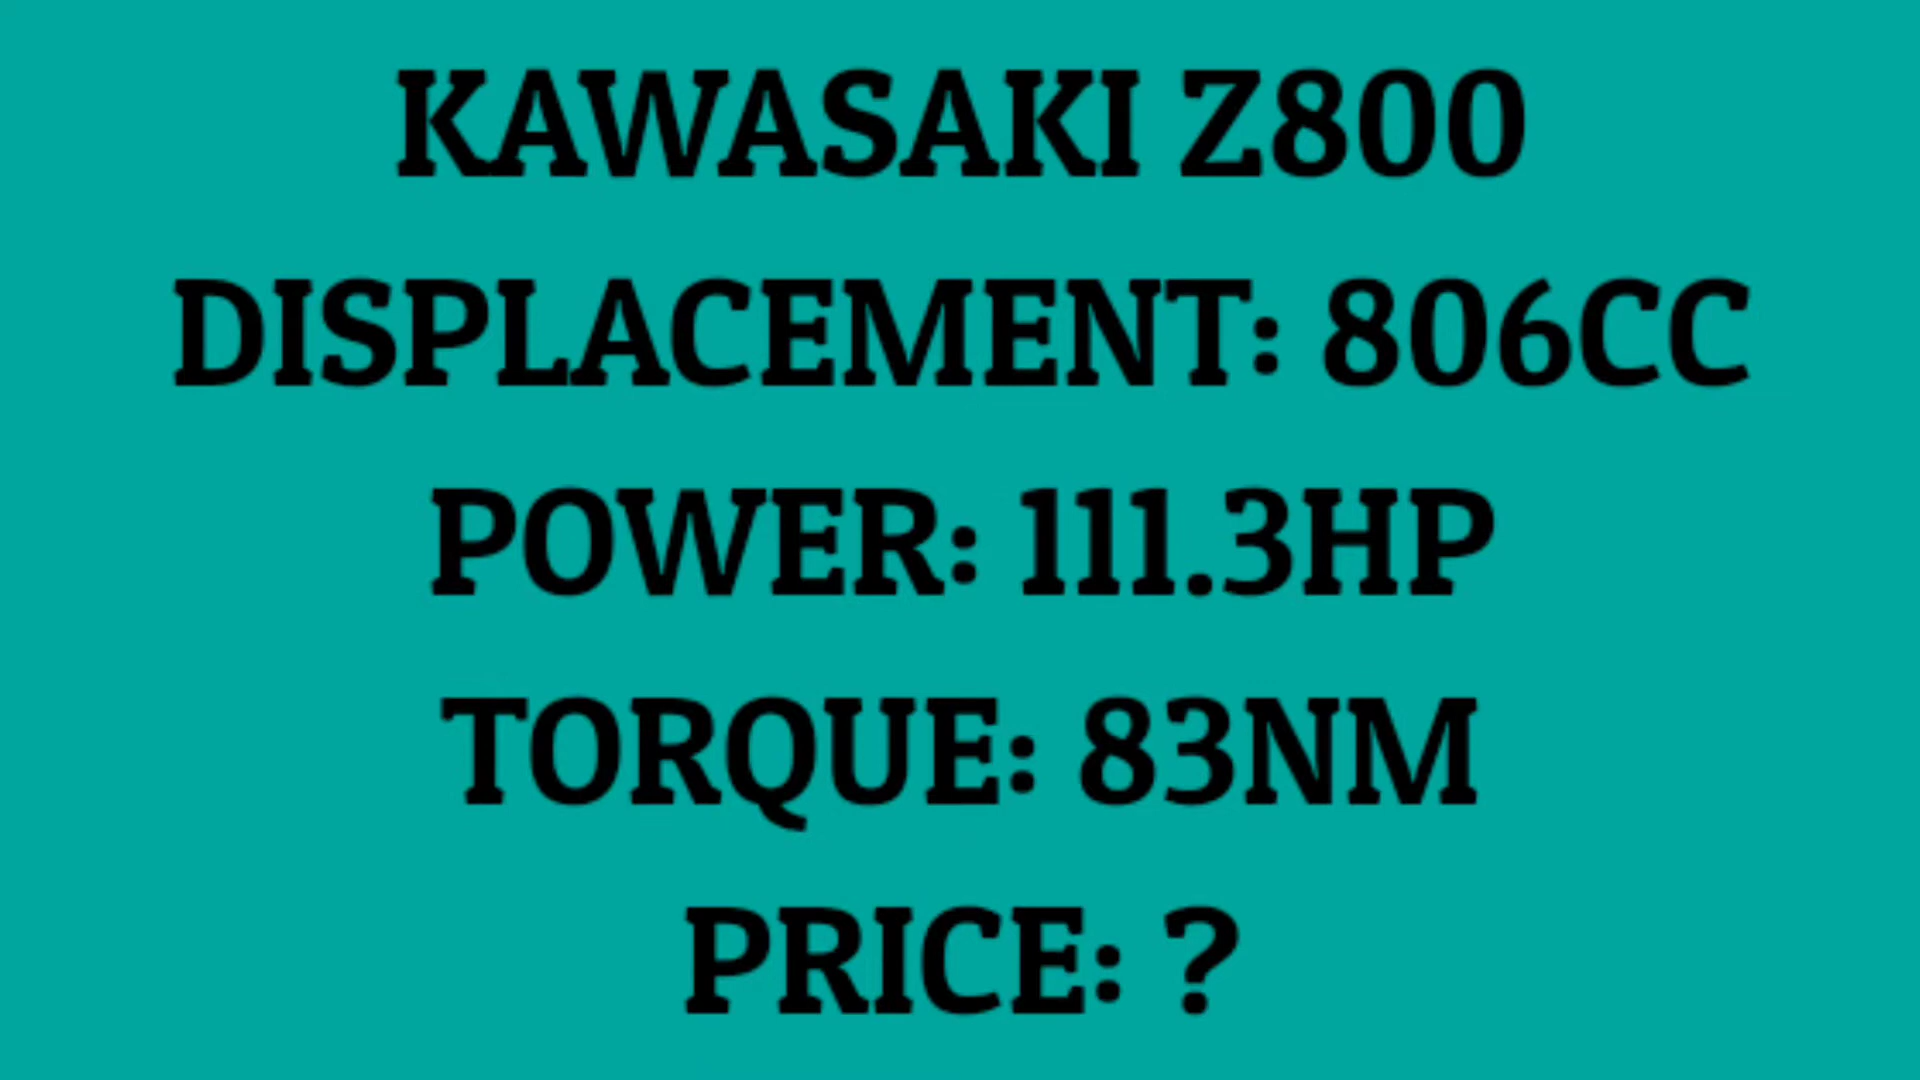 KAWASAKI Z800
DISPLACEMENT: 806CC
POWER: 111.3HP
TORQUE: 83NM
PRICE: ?